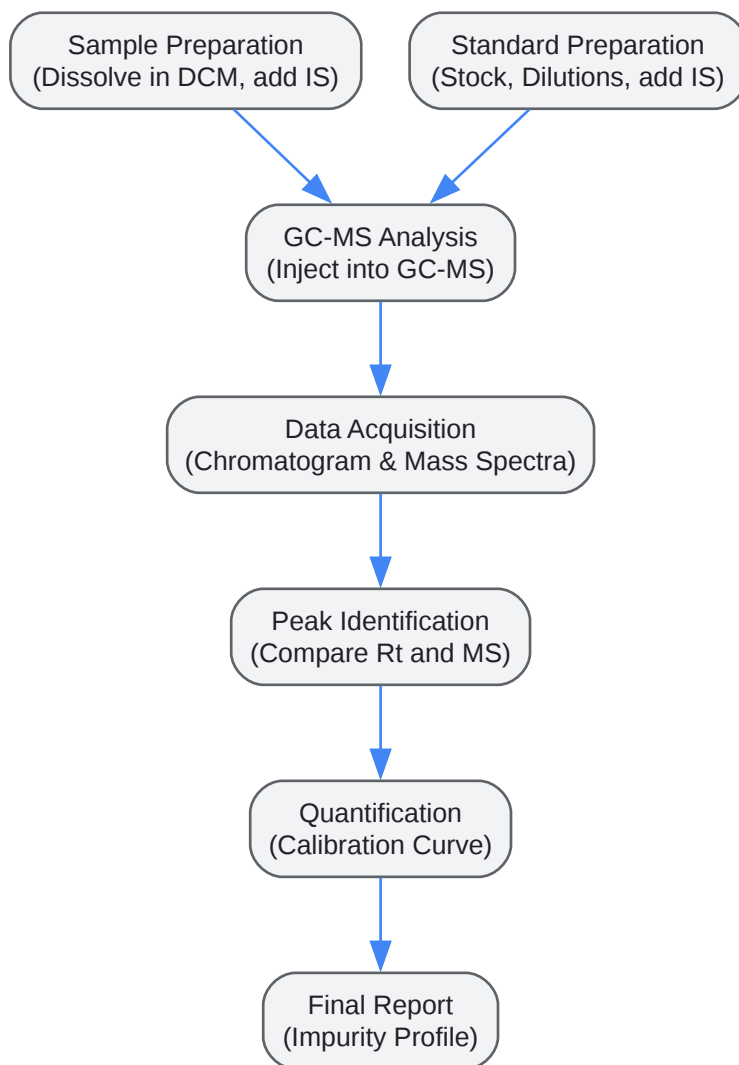 Sample Preparation
(Dissolve in DCM, add IS)
Standard Preparation
(Stock, Dilutions, add IS)
GC-MS Analysis
(Inject into GC-MS)
Data Acquisition
(Chromatogram & Mass Spectra)
Peak Identification
(Compare Rt and MS)
Quantification
(Calibration Curve)
Final Report
(Impurity Profile)